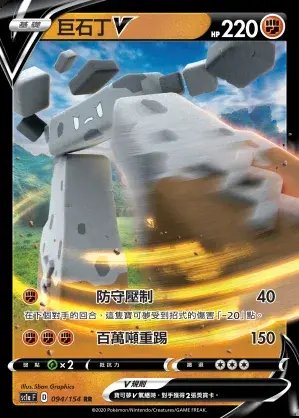 基礎
巨石丁V
HP 220
防守壓制 40
在下個對手的回合，這隻寶可夢受到招式的傷害「-20」點。
百萬噸重踢 150
弱點 ×2 抵抗力 撤退
V規則
寶可夢V氣絕時，對手獲得2張獎賞卡。
Illus. 5ban Graphics
sc1a F 094/154 RR
©2020 Pokémon/Nintendo/Creatures/GAME FREAK.